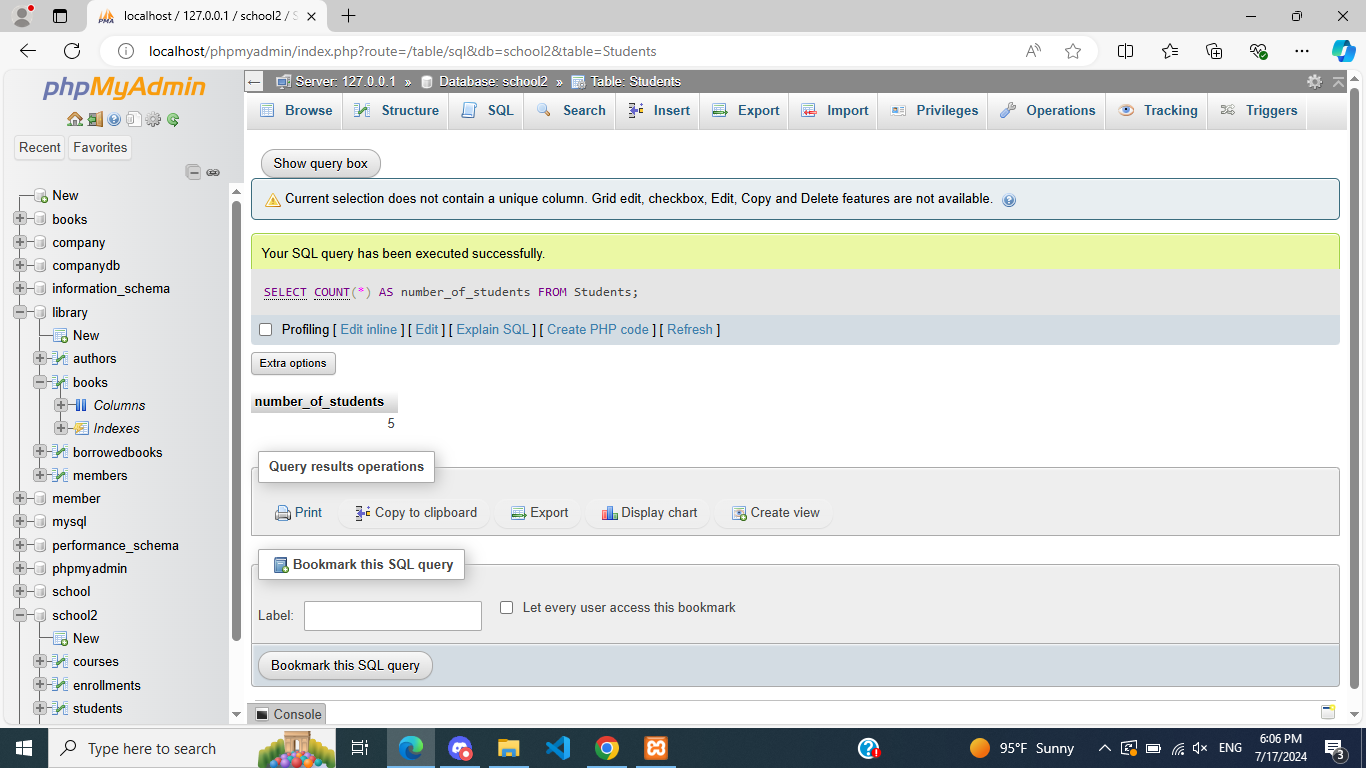 localhost / 127.0.0.1 / school2 / S
localhost/phpmyadmin/index.php?route=/table/sql&db=school2&table=Students
phpMyAdmin
Recent Favorites
New
books
company
companydb
information_schema
library
New
authors
books
Columns
Indexes
borrowedbooks
members
member
mysql
performance_schema
phpmyadmin
school
school2
New
courses
enrollments
students
Server: 127.0.0.1 » Database: school2 » Table: Students
Browse Structure SQL Search Insert Export Import Privileges Operations Tracking Triggers
Show query box
Current selection does not contain a unique column. Grid edit, checkbox, Edit, Copy and Delete features are not available.
Your SQL query has been executed successfully.
SELECT COUNT(*) AS number_of_students FROM Students;
Profiling [ Edit inline ] [ Edit ] [ Explain SQL ] [ Create PHP code ] [ Refresh ]
Extra options
number_of_students
5
Query results operations
Print Copy to clipboard Export Display chart Create view
Bookmark this SQL query
Label: Let every user access this bookmark
Bookmark this SQL query
Console
Type here to search
95°F Sunny
ENG
6:06 PM
7/17/2024
3